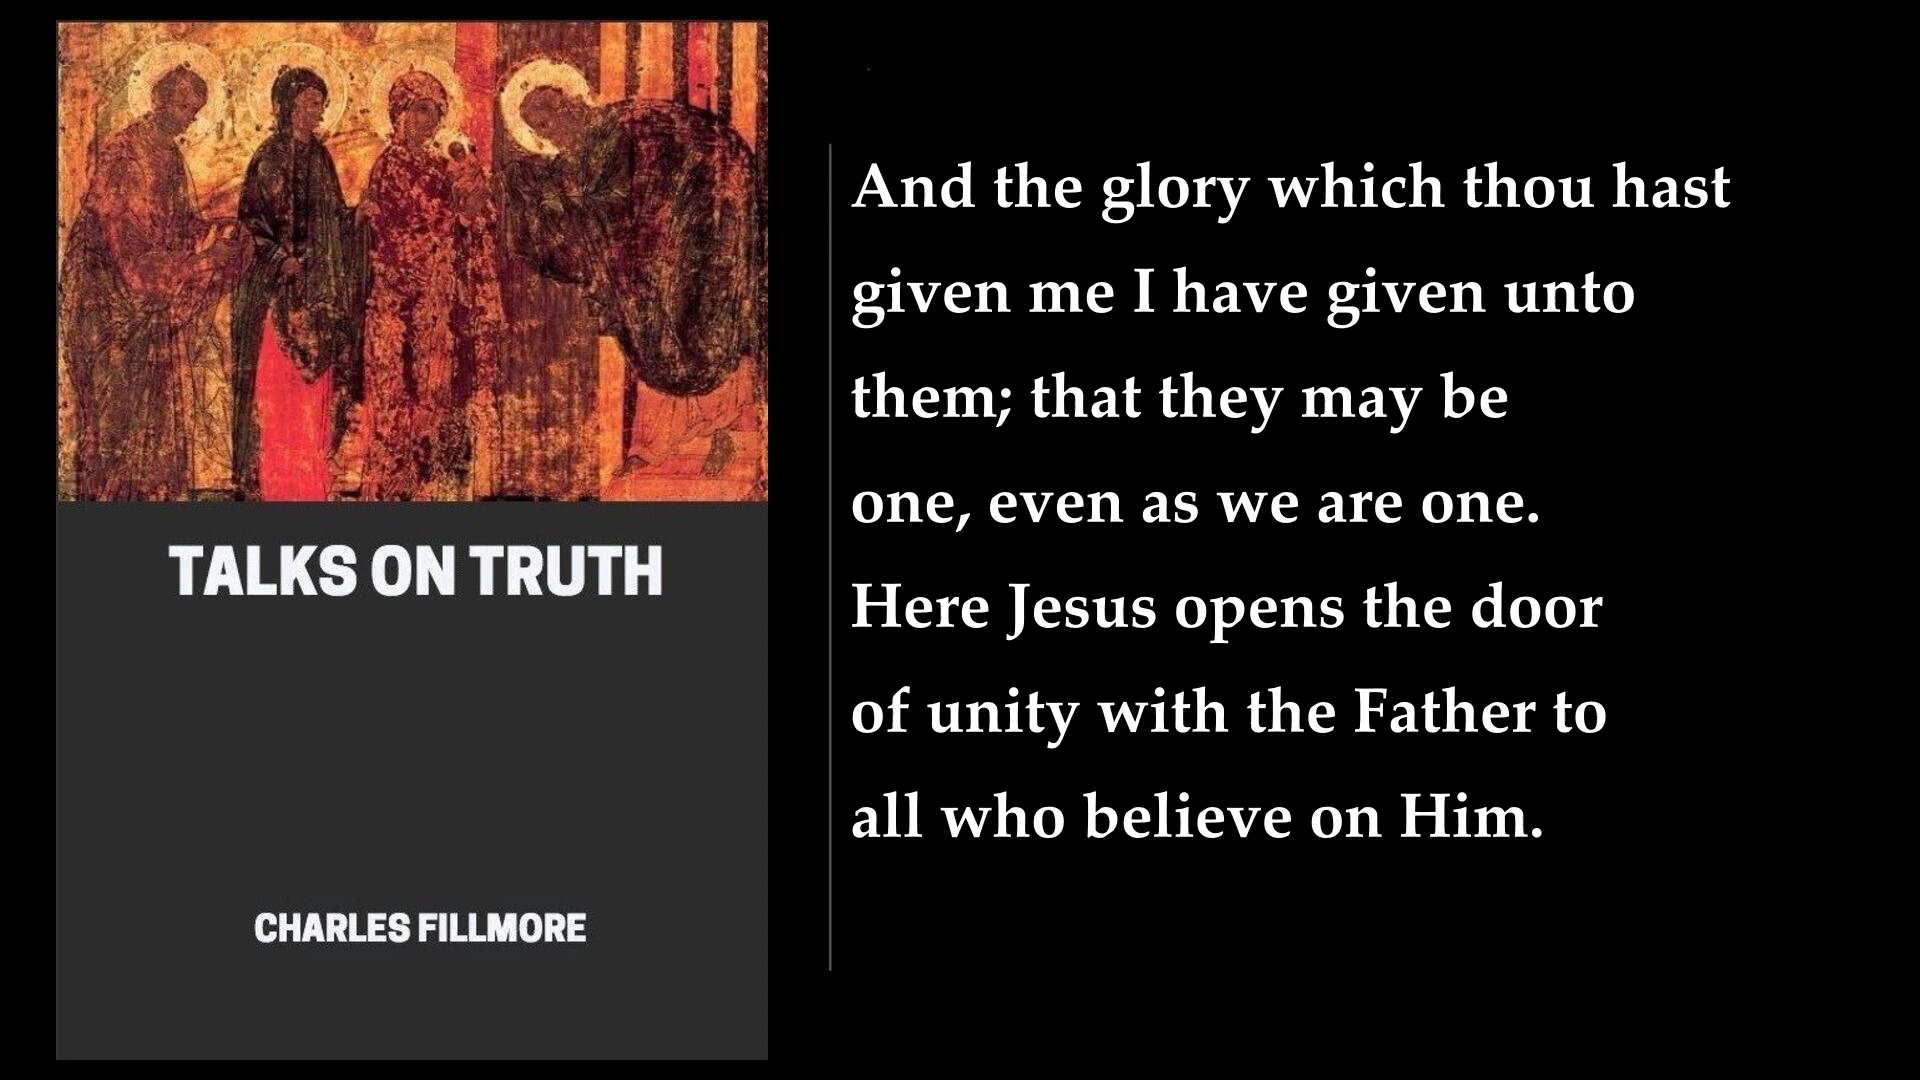 TALKS ON TRUTH
CHARLES FILLMORE
And the glory which thou hast
given me I have given unto
them; that they may be
one, even as we are one.
Here Jesus opens the door
of unity with the Father to
all who believe on Him.